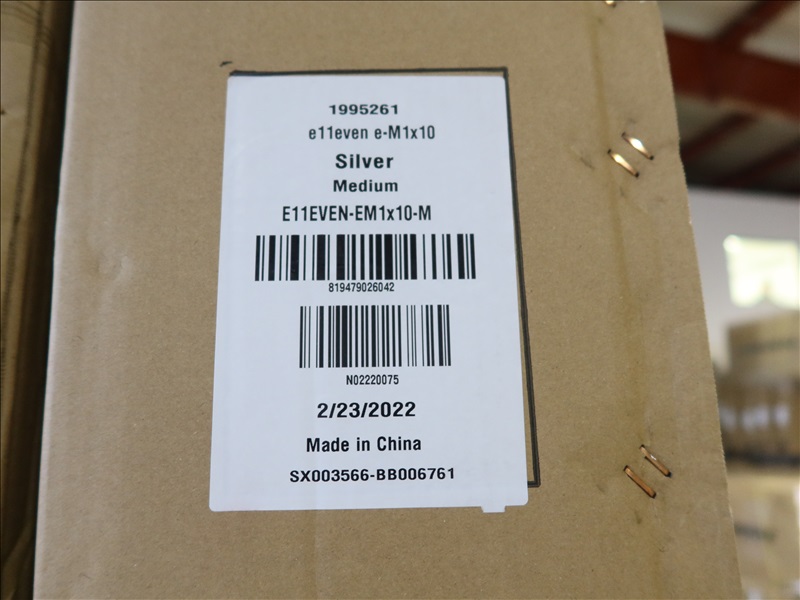 1995261
e11even e-M1x10
Silver
Medium
E11EVEN-EM1x10-M
819479026042
N02220075
2/23/2022
Made in China
SX003566-BB006761